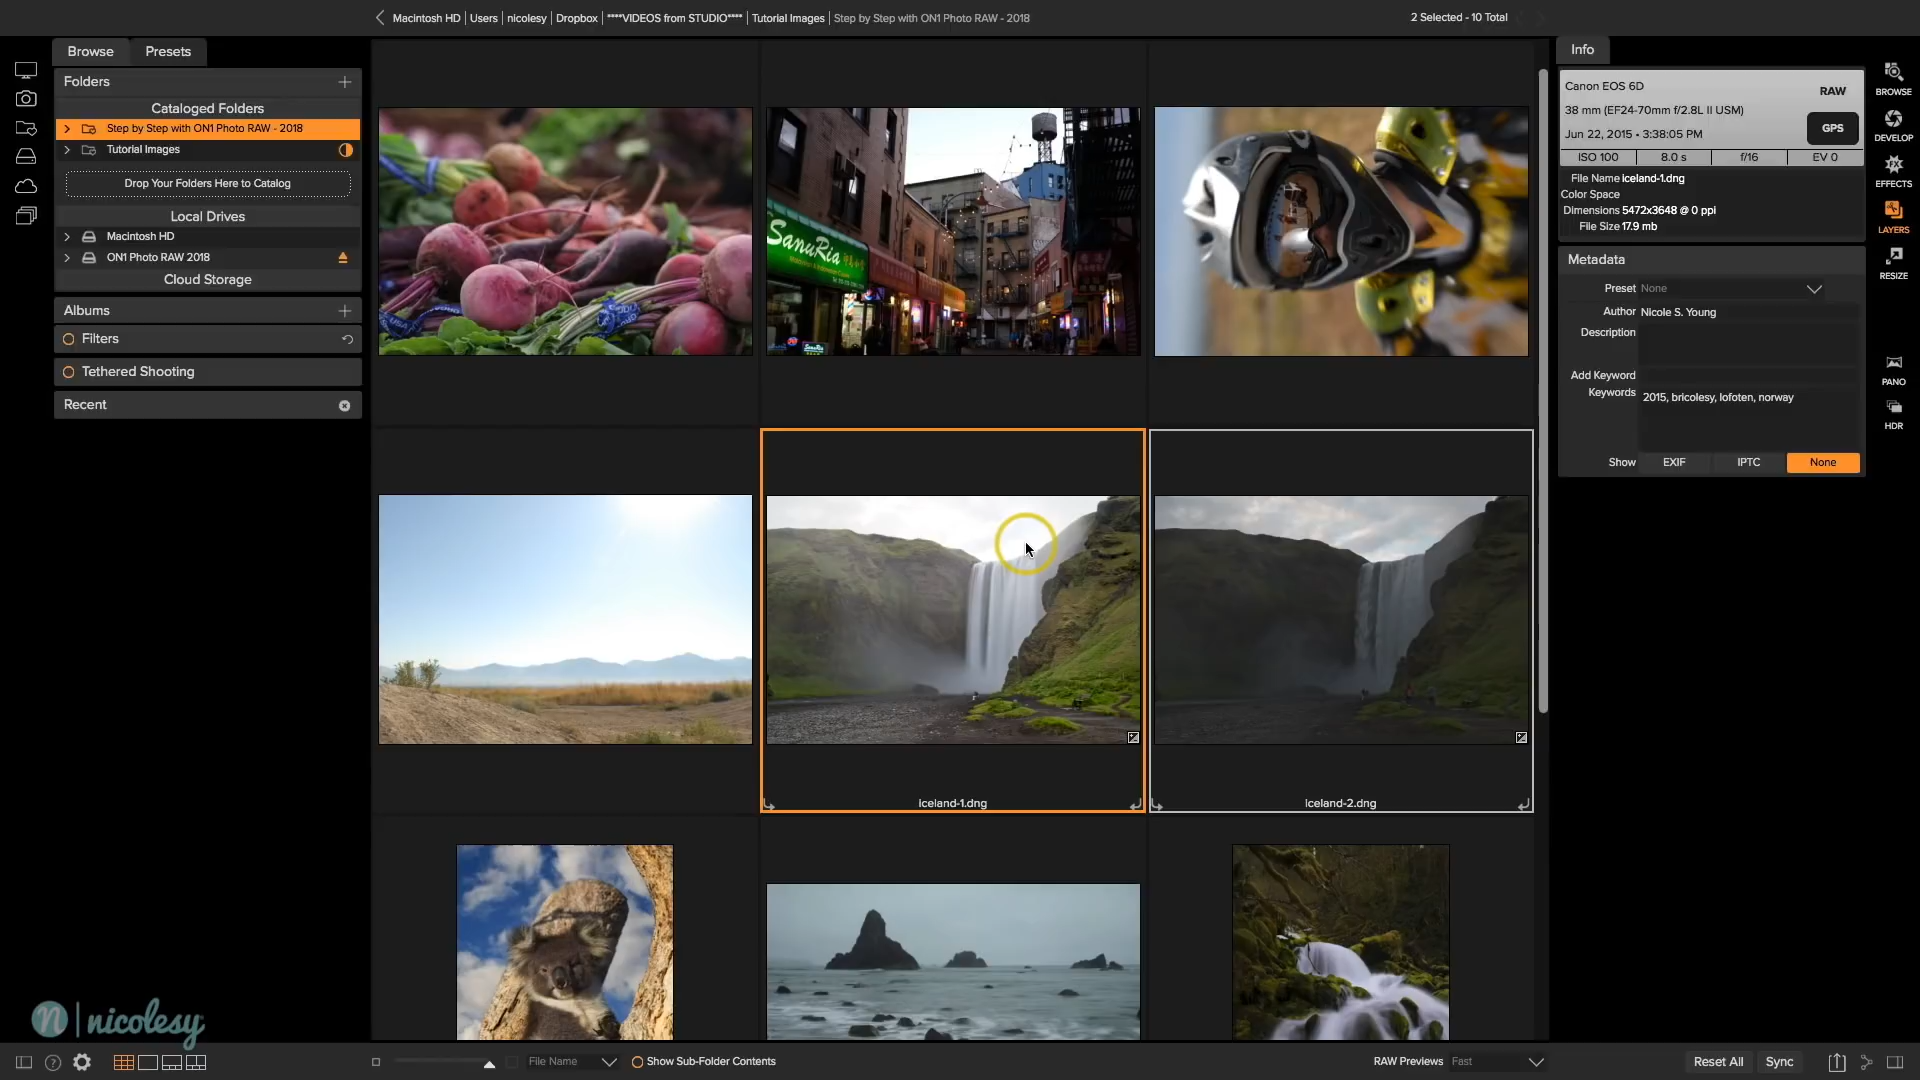 Macintosh HD | Users | nicolesy | Dropbox | ****VIDEOS from STUDIO**** | Tutorial Images | Step by Step with ON1 Photo RAW - 2018
2 Selected - 10 Total
Browse
Presets
Folders
Cataloged Folders
Step by Step with ON1 Photo RAW - 2018
Tutorial Images
Drop Your Folders Here to Catalog
Local Drives
Macintosh HD
ON1 Photo RAW 2018
Cloud Storage
Albums
Filters
Tethered Shooting
Recent
SanuRia
iceland-1.dng
iceland-2.dng
Info
Canon EOS 6D
RAW
38 mm (EF24-70mm f/2.8L II USM)
Jun 22, 2015 • 3:38:05 PM
GPS
ISO 100
8.0 s
f/16
EV 0
File Name iceland-1.dng
Color Space
Dimensions 5472x3648 @ 0 ppi
File Size 17.9 mb
Metadata
Preset None
Author Nicole S. Young
Description
Add Keyword
Keywords 2015, bricolesy, lofoten, norway
Show
EXIF
IPTC
None
BROWSE
DEVELOP
EFFECTS
LAYERS
RESIZE
PANO
HDR
n | nicolesy
?
File Name
Show Sub-Folder Contents
RAW Previews Fast
Reset All
Sync